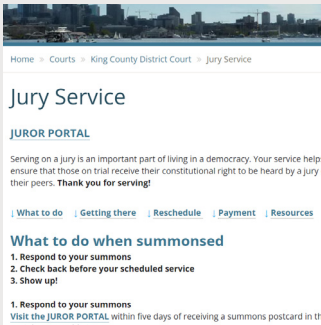 Home » Courts » King County District Court » Jury Service
Jury Service
JUROR PORTAL
Serving on a jury is an important part of living in a democracy. Your service help
ensure that those on trial receive their constitutional right to be heard by a jury
their peers. Thank you for serving!
↓ What to do ↓ Getting there ↓ Reschedule ↓ Payment ↓ Resources
What to do when summonsed
1. Respond to your summons
2. Check back before your scheduled service
3. Show up!
1. Respond to your summons
Visit the JUROR PORTAL within five days of receiving a summons postcard in th